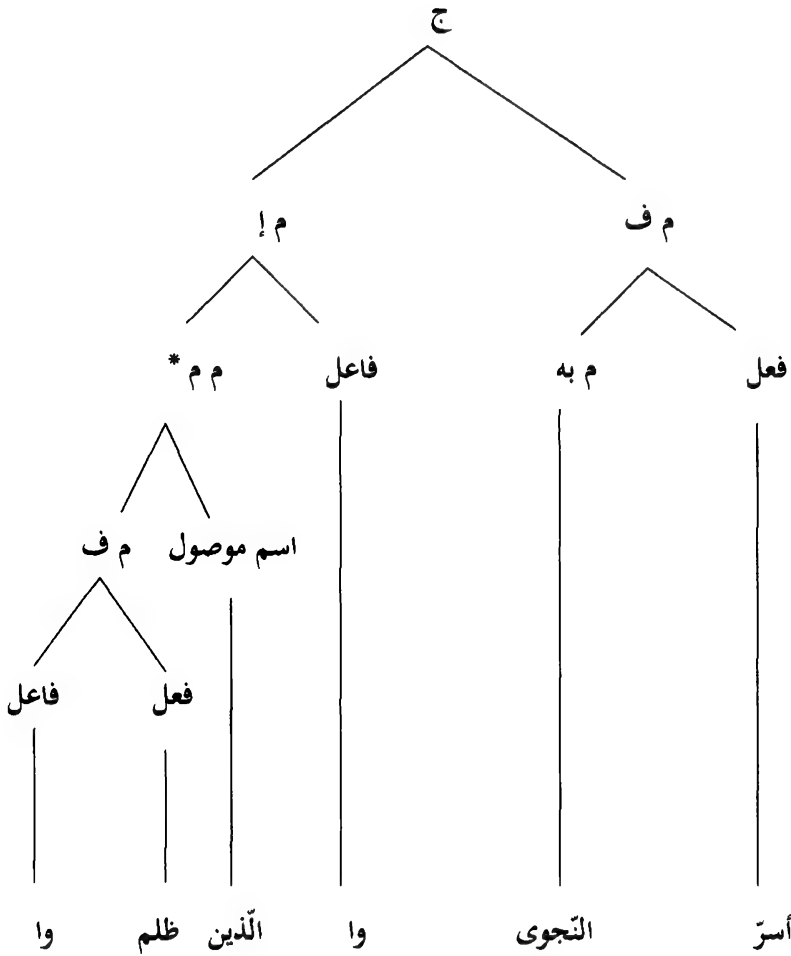 ج
م ف م إ
فعل م به فاعل م م *
اسم موصول م ف
فعل فاعل
أسرّ النّجوى وا الّذين ظلم وا